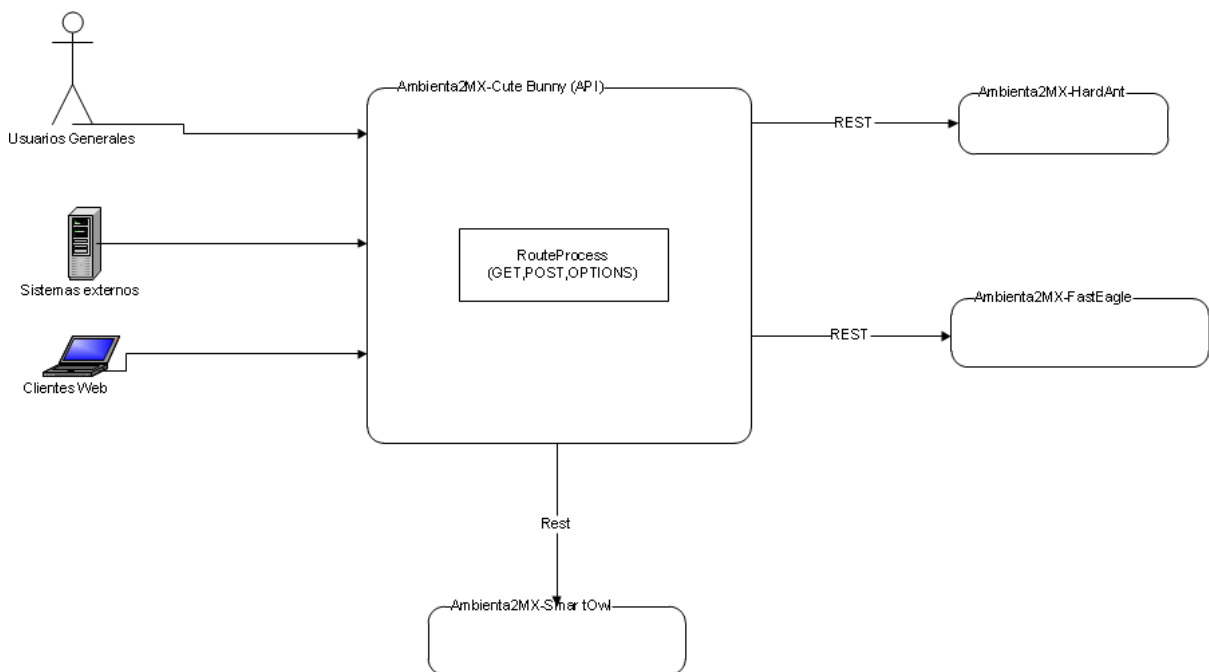 Ambienta2MX-Cute Bunny (API)
Ambienta2MX-HardAnt
Usuarios Generales
REST
RouteProcess
(GET,POST,OPTIONS)
Sistemas externos
Ambienta2MX-FastEagle
REST
Clientes Web
Rest
Ambienta2MX-Smar tOwl